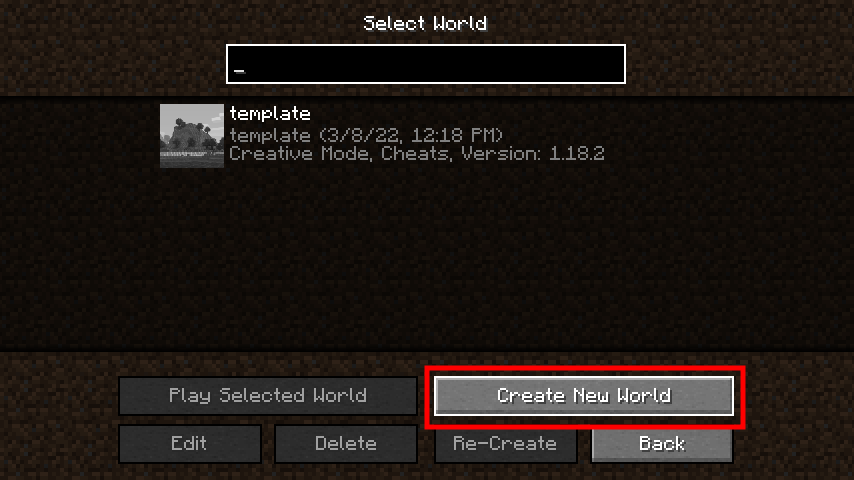 Select World
_
template
template (3/8/22, 12:18 PM)
Creative Mode, Cheats, Version: 1.18.2
Play Selected World
Create New World
Edit
Delete
Re-Create
Back